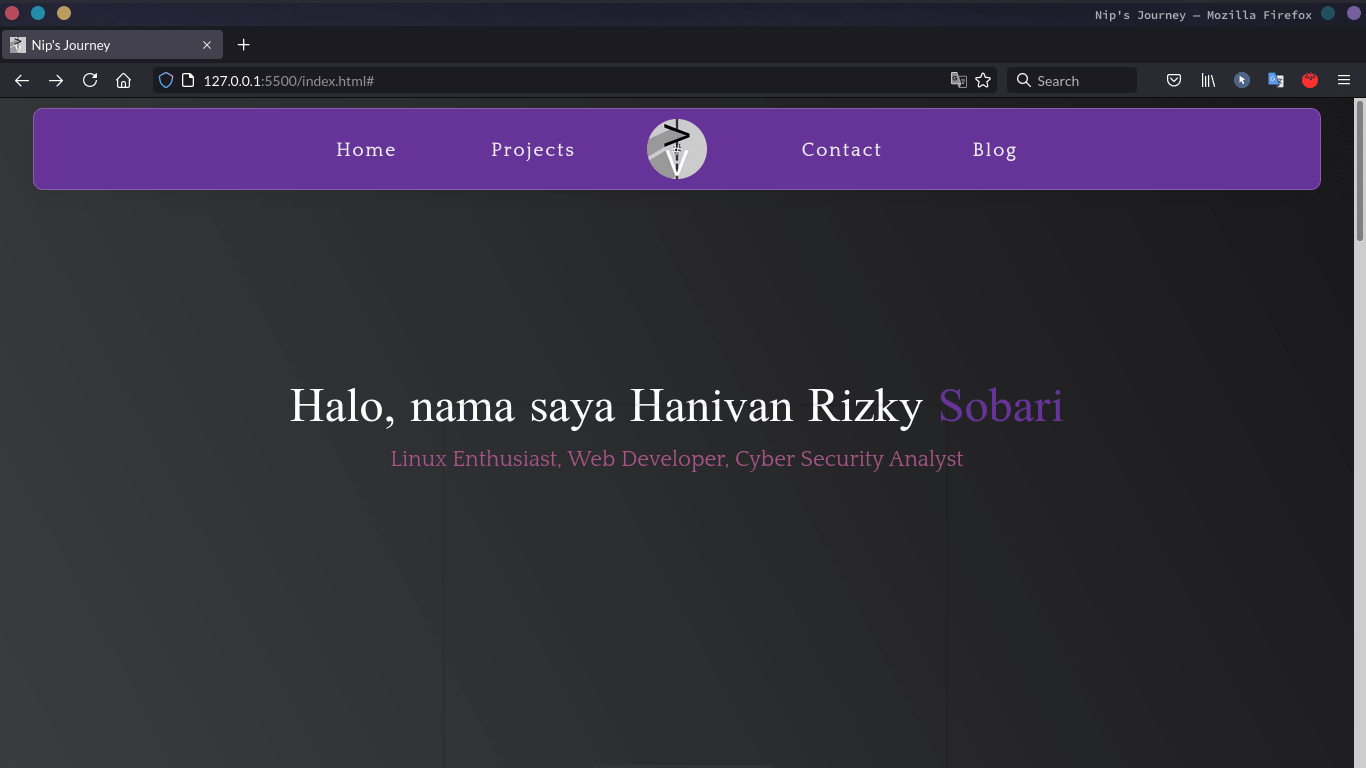 Nip's Journey — Mozilla Firefox
Nip's Journey
127.0.0.1:5500/index.html#
Search
Home Projects Contact Blog
Halo, nama saya Hanivan Rizky Sobari
Linux Enthusiast, Web Developer, Cyber Security Analyst